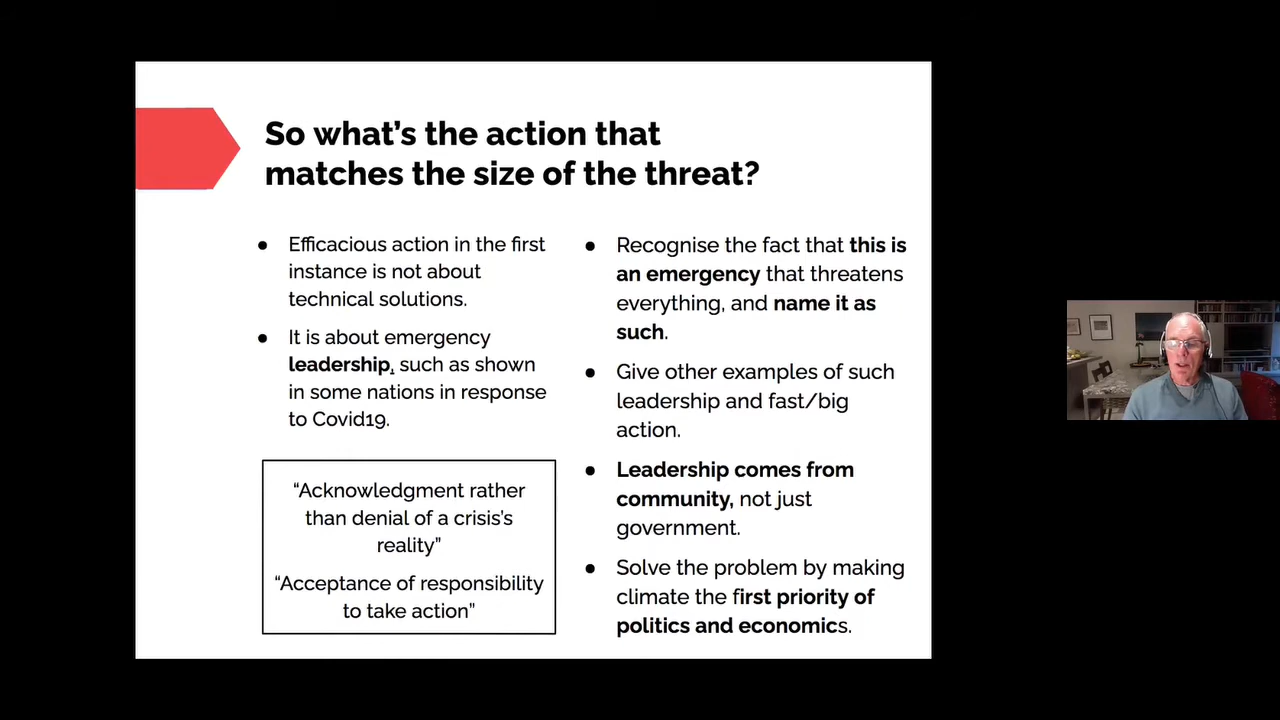 So what’s the action that
matches the size of the threat?
● Efficacious action in the first
instance is not about
technical solutions.
● It is about emergency
leadership, such as shown
in some nations in response
to Covid19.
“Acknowledgment rather
than denial of a crisis’s
reality”
“Acceptance of responsibility
to take action”
● Recognise the fact that this is
an emergency that threatens
everything, and name it as
such.
● Give other examples of such
leadership and fast/big
action.
● Leadership comes from
community, not just
government.
● Solve the problem by making
climate the first priority of
politics and economics.